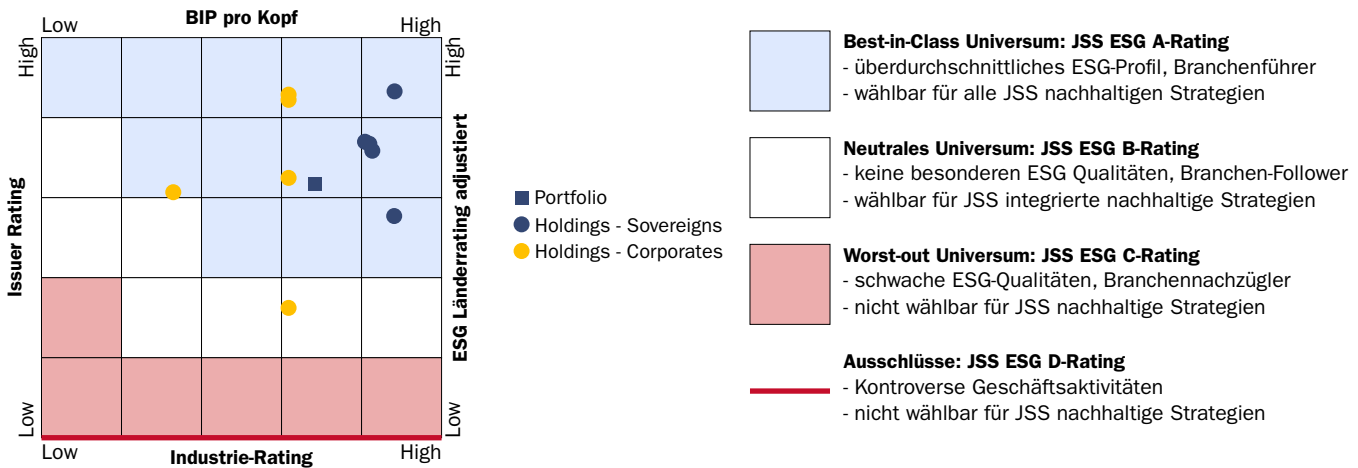 BIP pro Kopf
Low
High
High
High
Issuer Rating
ESG Länderrating adjustiert
Low
Low
Low
High
Industrie-Rating
Portfolio
Holdings - Sovereigns
Holdings - Corporates
Best-in-Class Universum: JSS ESG A-Rating
- überdurchschnittliches ESG-Profil, Branchenführer
- wählbar für alle JSS nachhaltigen Strategien
Neutrales Universum: JSS ESG B-Rating
- keine besonderen ESG Qualitäten, Branchen-Follower
- wählbar für JSS integrierte nachhaltige Strategien
Worst-out Universum: JSS ESG C-Rating
- schwache ESG-Qualitäten, Branchennachzügler
- nicht wählbar für JSS nachhaltige Strategien
Ausschlüsse: JSS ESG D-Rating
- Kontroverse Geschäftsaktivitäten
- nicht wählbar für JSS nachhaltige Strategien